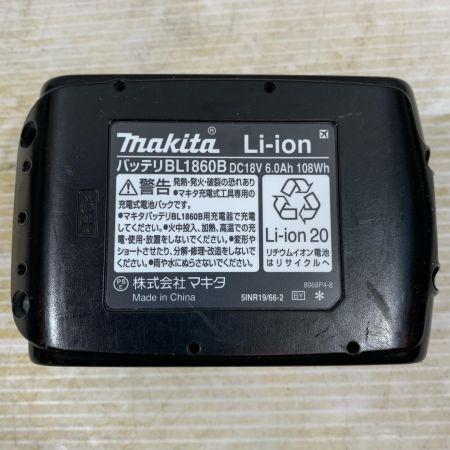 makita® Li-ion
バッテリBL1860B DC18V 6.0Ah 108Wh
警告 発熱・発火・破裂の恐れあり
●マキタ充電式工具専用の
充電式電池パックです。
●マキタバッテリBL1860B用充電器で充電
してください。●火中投入、加熱、高温での充
電・使用・放置をしないでください。●変形や
ショートさせたり、分解・修理・改造をしないで
ください。●雨や水にぬらさないでください。
Li-ion 20
リチウムイオン電池
はリサイクルへ
8068P4-8
PS E 株式会社 マキタ
Made in China 5INR19/66-2 BY ✻